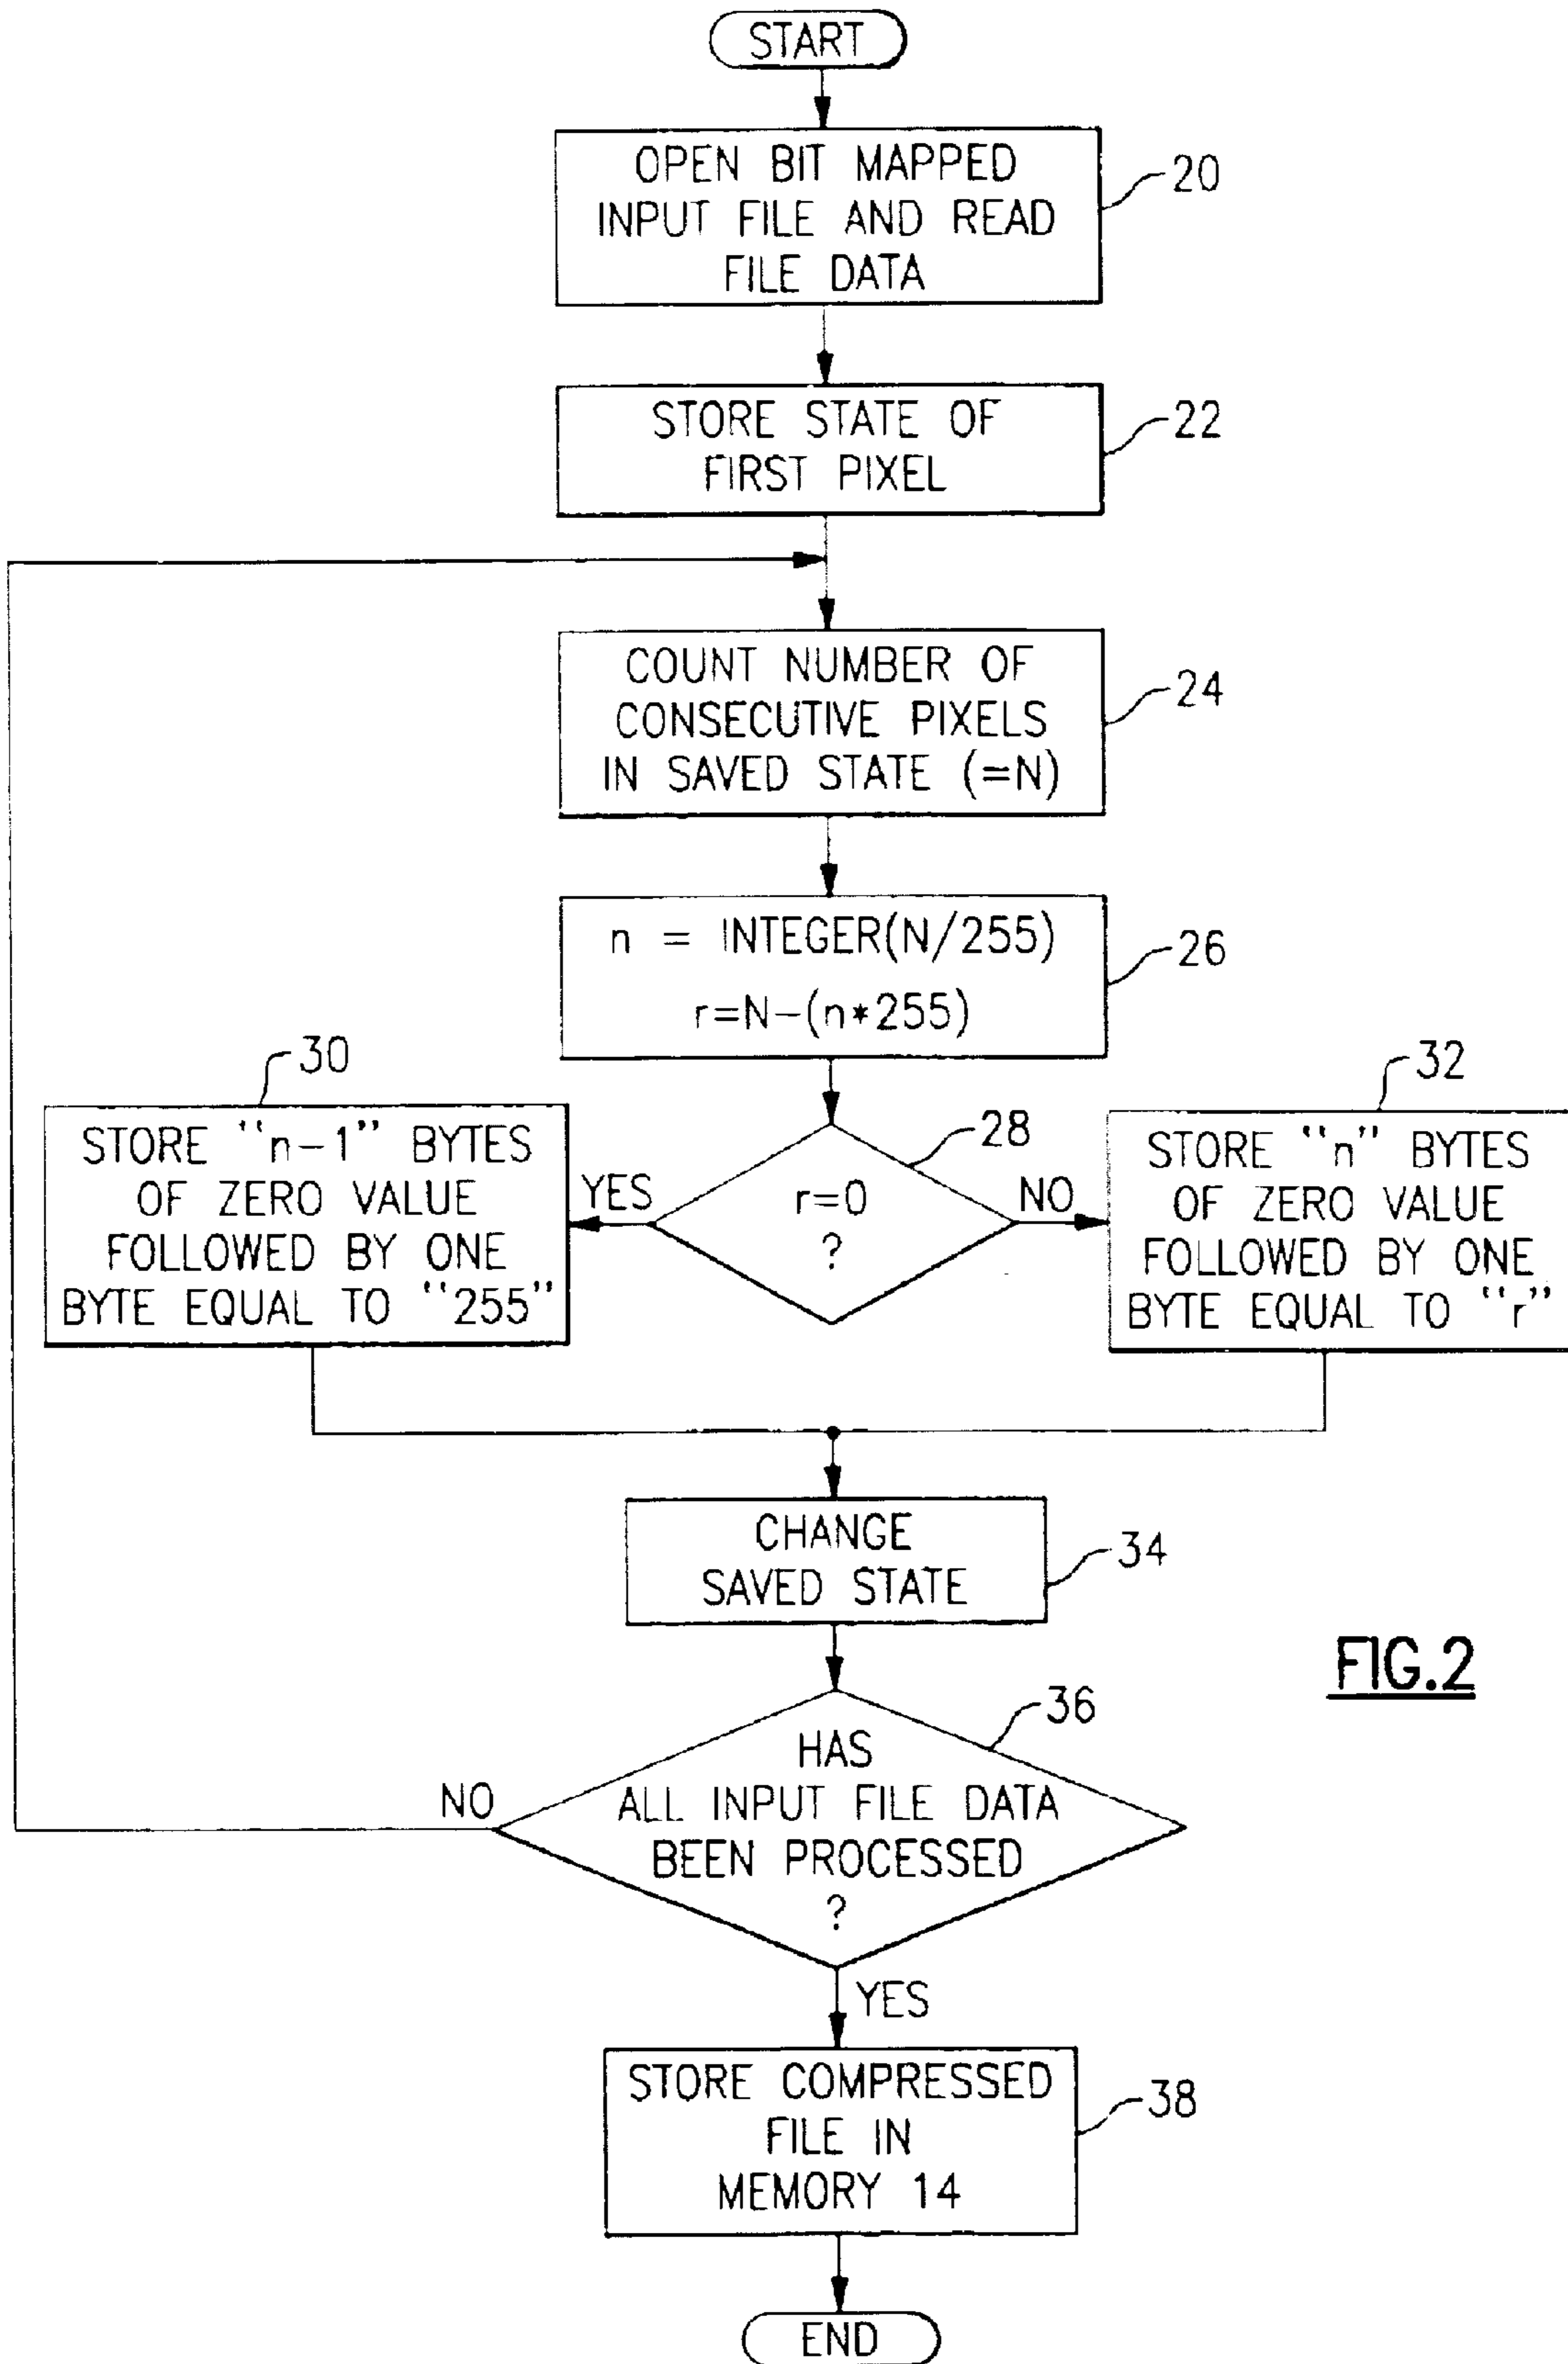 START
OPEN BIT MAPPED
INPUT FILE AND READ
FILE DATA
20
STORE STATE OF
FIRST PIXEL
22
COUNT NUMBER OF
CONSECUTIVE PIXELS
IN SAVED STATE (=N)
24
n = INTEGER(N/255)
r=N-(n*255)
26
30
STORE "n-1" BYTES
OF ZERO VALUE
FOLLOWED BY ONE
BYTE EQUAL TO "255"
YES
r=0
?
28
NO
32
STORE "n" BYTES
OF ZERO VALUE
FOLLOWED BY ONE
BYTE EQUAL TO "r"
CHANGE
SAVED STATE
34
FIG.2
HAS
ALL INPUT FILE DATA
BEEN PROCESSED
?
36
NO
YES
STORE COMPRESSED
FILE IN
MEMORY 14
38
END